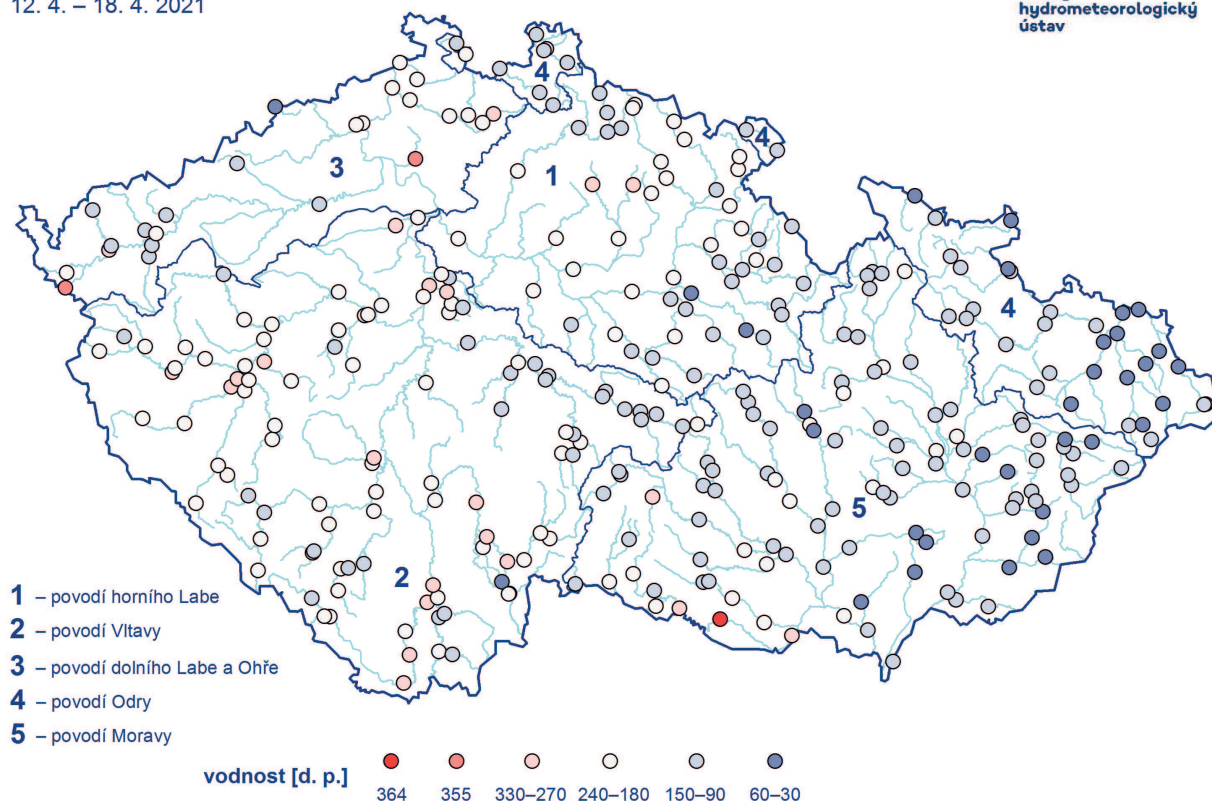 12. 4. – 18. 4. 2021
hydrometeorologický
ústav
4
4
3
1
4
5
2
1 – povodí horního Labe
2 – povodí Vltavy
3 – povodí dolního Labe a Ohře
4 – povodí Odry
5 – povodí Moravy
vodnost [d. p.]
364 355 330–270 240–180 150–90 60–30